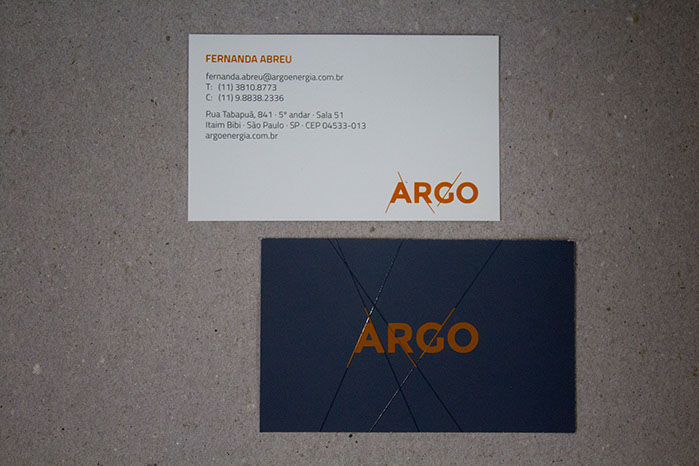 FERNANDA ABREU
fernanda.abreu@argoenergia.com.br
T: (11) 3810.8773
C: (11) 9.8838.2336
Rua Tabapuã, 841 · 5º andar · Sala 51
Itaim Bibi · São Paulo · SP · CEP 04533-013
argoenergia.com.br
ARGO
ARGO